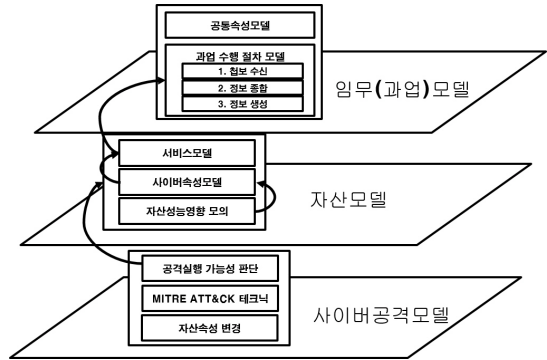 공통속성모델
과업 수행 절차 모델
1. 첩보 수신
2. 정보 종합
3. 정보 생성
임무(과업)모델
서비스모델
사이버속성모델
자산성능영향 모의
자산모델
공격실행 가능성 판단
MITRE ATT&CK 테크닉
자산속성 변경
사이버공격모델